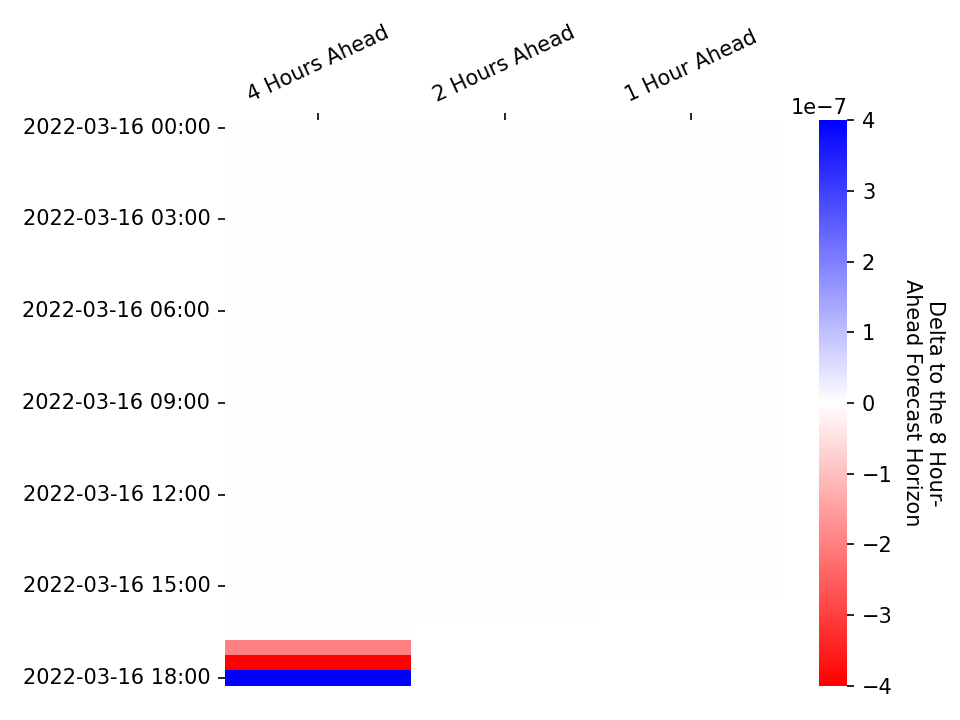 4 Hours Ahead
2 Hours Ahead
1 Hour Ahead
2022-03-16 00:00
2022-03-16 03:00
2022-03-16 06:00
2022-03-16 09:00
2022-03-16 12:00
2022-03-16 15:00
2022-03-16 18:00
1e−7
4
3
2
1
0
−1
−2
−3
−4
Delta to the 8 Hour-
Ahead Forecast Horizon